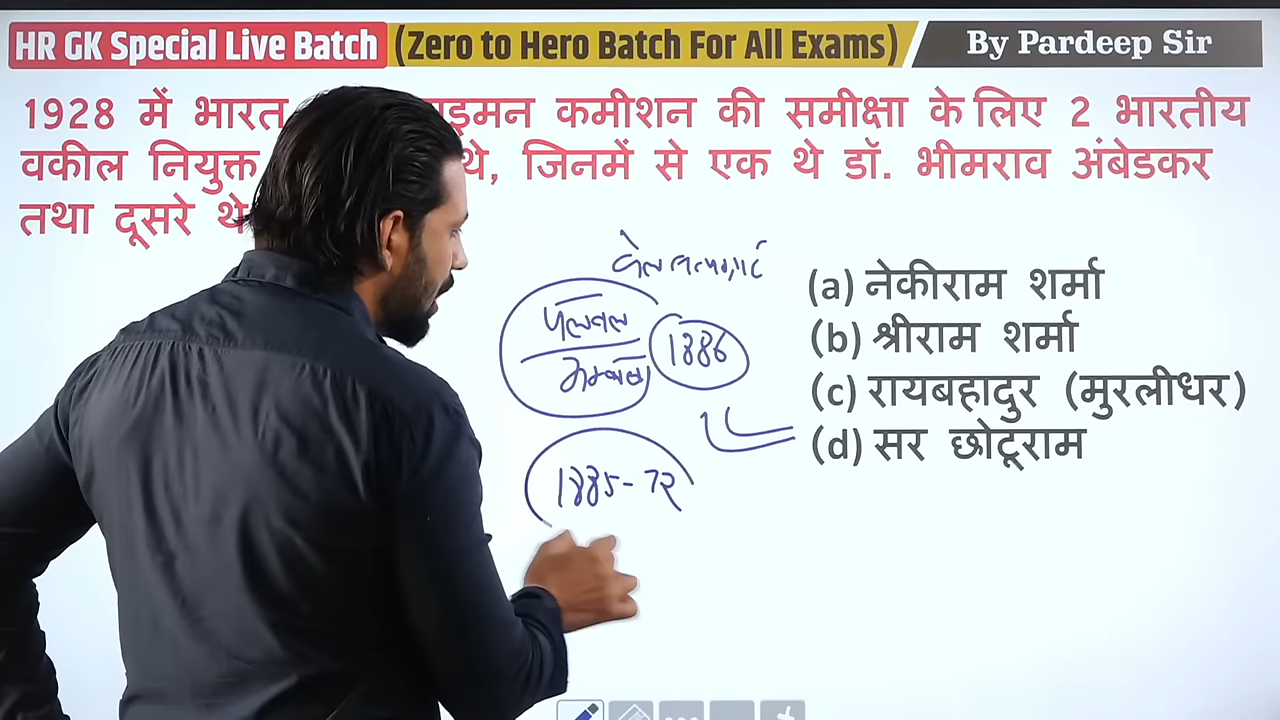 HR GK Special Live Batch (Zero to Hero Batch For All Exams) By Pardeep Sir
1928 में भारत इमन कमीशन की समीक्षा के लिए 2 भारतीय
वकील नियुक्त थे, जिनमें से एक थे डॉ. भीमराव अंबेडकर
तथा दूसरे थे
(a) नेकीराम शर्मा
(b) श्रीराम शर्मा
(c) रायबहादुर (मुरलीधर)
(d) सर छोटूराम
पलवल
1886
1885-72